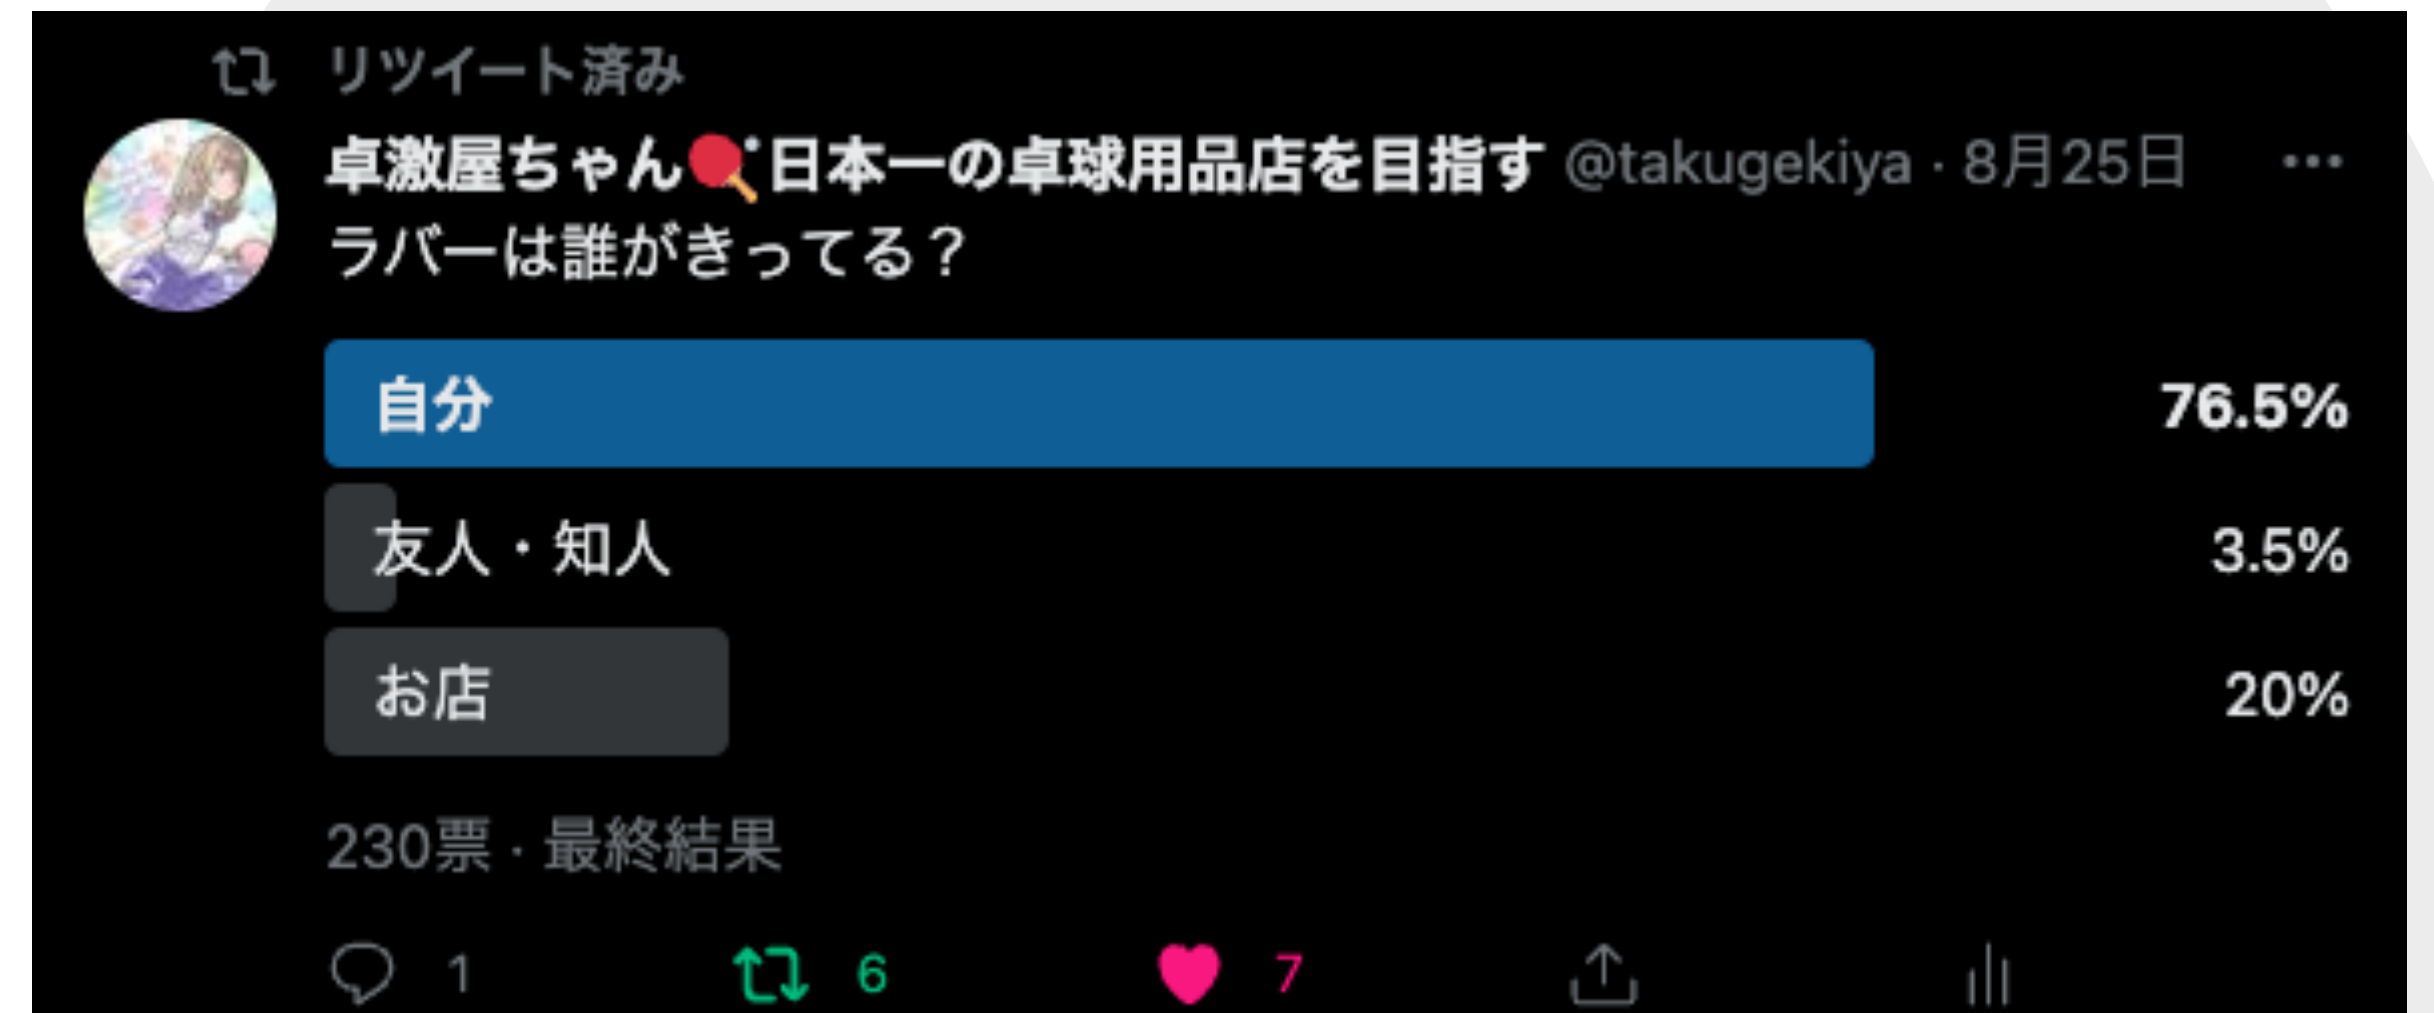 リツイート済み
卓激屋ちゃん🏓日本一の卓球用品店を目指す @takugekiya · 8月25日 ···
ラバーは誰がきってる？
自分 76.5%
友人・知人 3.5%
お店 20%
230票 · 最終結果
1 6 7